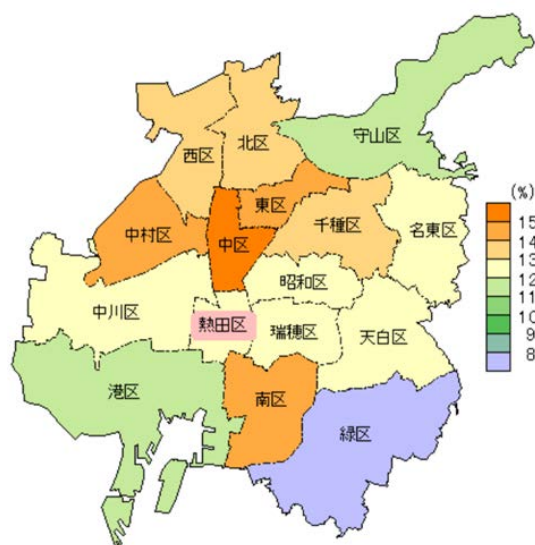 守山区
北区
西区
東区
千種区
名東区
中村区
中区
昭和区
中川区
熱田区
瑞穂区
天白区
港区
南区
緑区
(%)
15
14
13
12
11
10
9
8